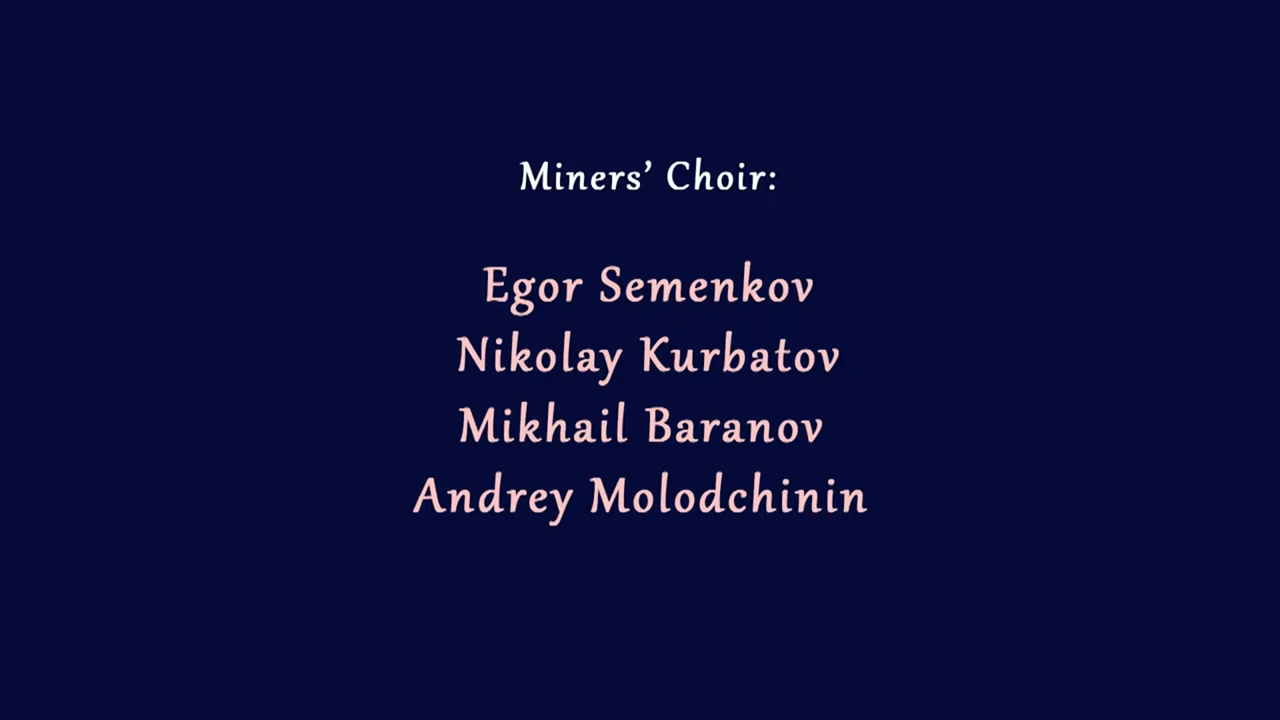 Miners’ Choir:
Egor Semenkov
Nikolay Kurbatov
Mikhail Baranov
Andrey Molodchinin